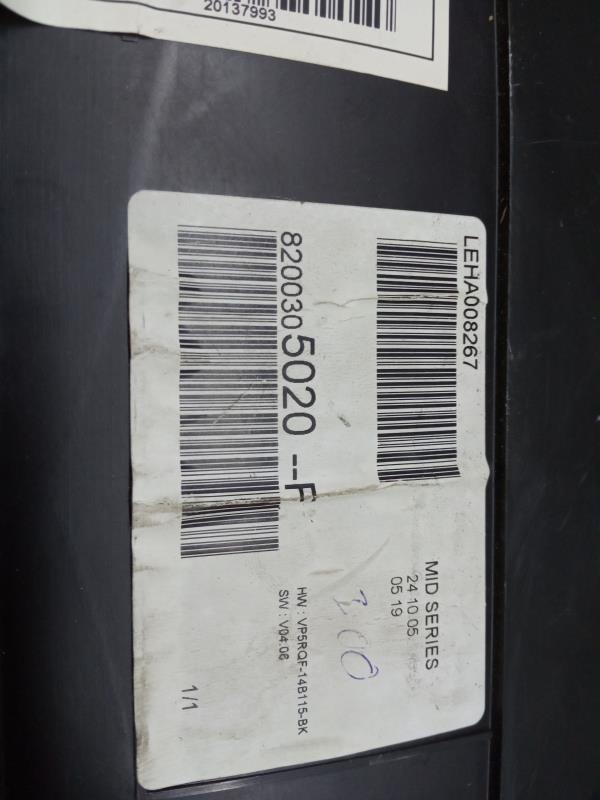 20137993
LEHA008267
MID SERIES
24 10 05
05 19
8200305020 --F
100
HW : VP5RQF-14B115-BK
SW : V04.06
1/1